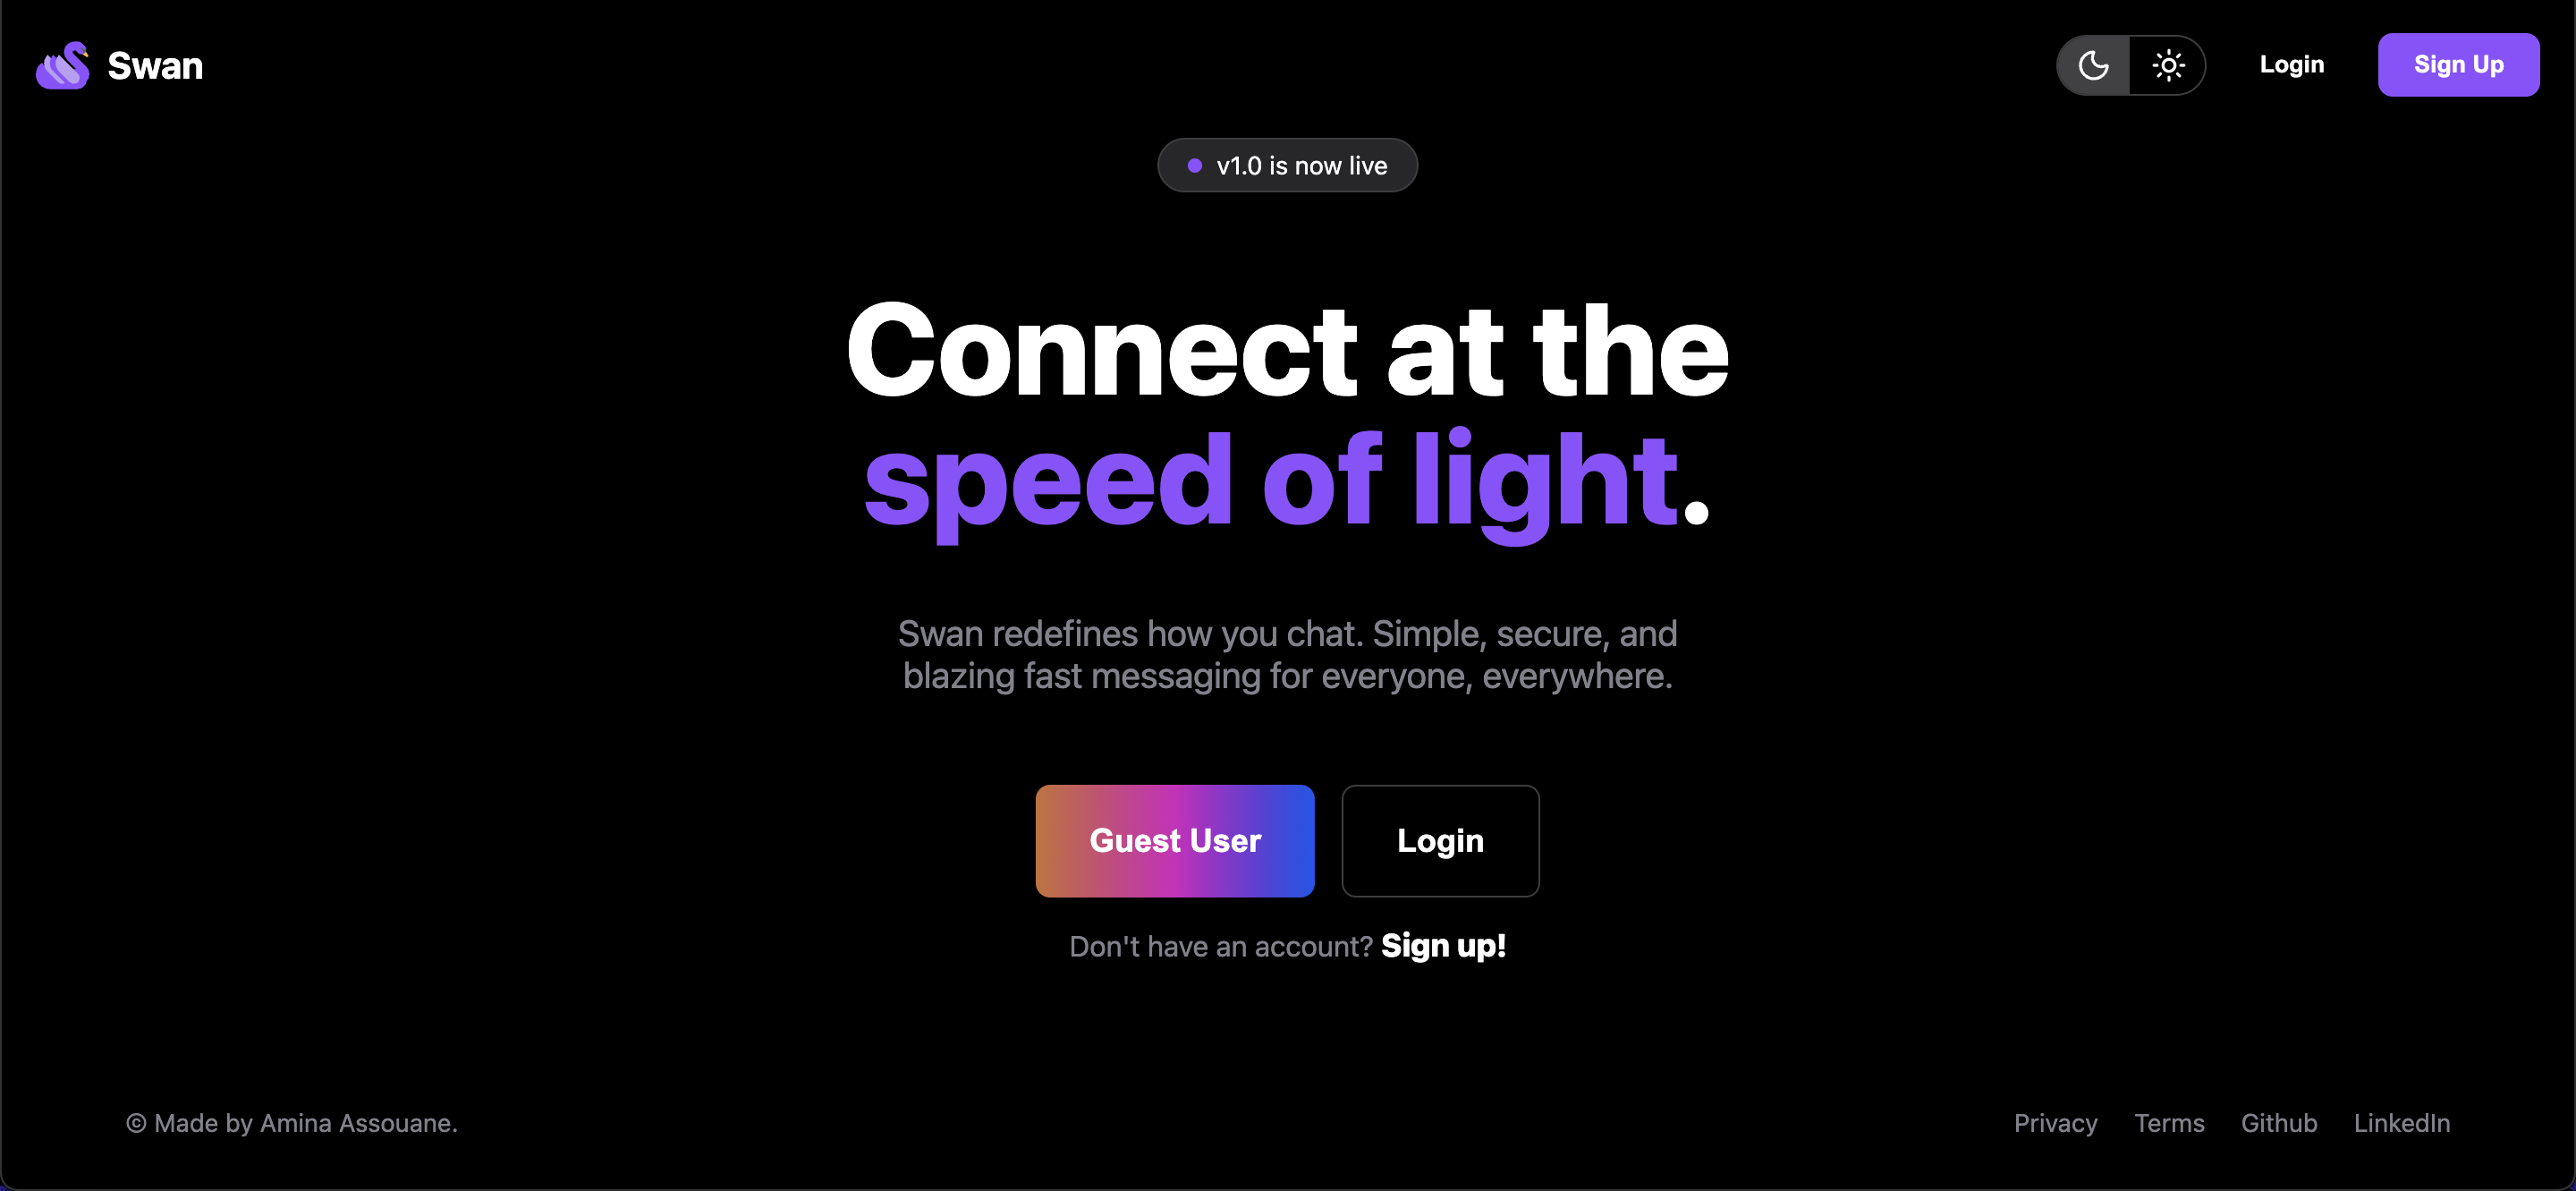 Swan
Login
Sign Up
v1.0 is now live
Connect at the
speed of light.
Swan redefines how you chat. Simple, secure, and
blazing fast messaging for everyone, everywhere.
Guest User
Login
Don't have an account? Sign up!
© Made by Amina Assouane.
Privacy
Terms
Github
LinkedIn